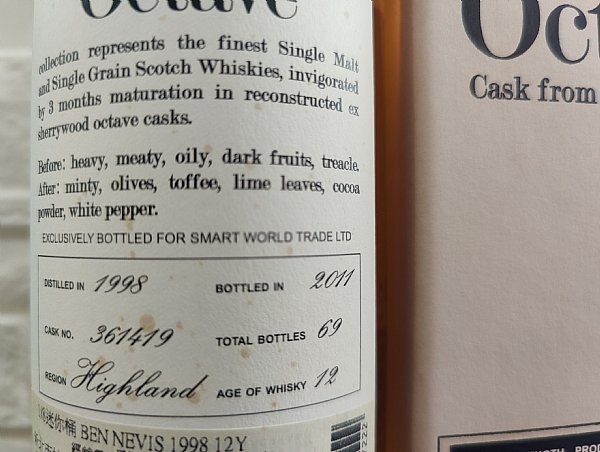 Octave
collection represents the finest Single Malt
and Single Grain Scotch Whiskies, invigorated
by 3 months maturation in reconstructed ex
sherrywood octave casks.
Before: heavy, meaty, oily, dark fruits, treacle.
After: minty, olives, toffee, lime leaves, cocoa
powder, white pepper.
EXCLUSIVELY BOTTLED FOR SMART WORLD TRADE LTD
DISTILLED IN 1998 BOTTLED IN 2011
CASK NO. 361419 TOTAL BOTTLES 69
REGION Highland AGE OF WHISKY 12
迷你桶 BEN NEVIS 1998 12Y
Oct
Cask from